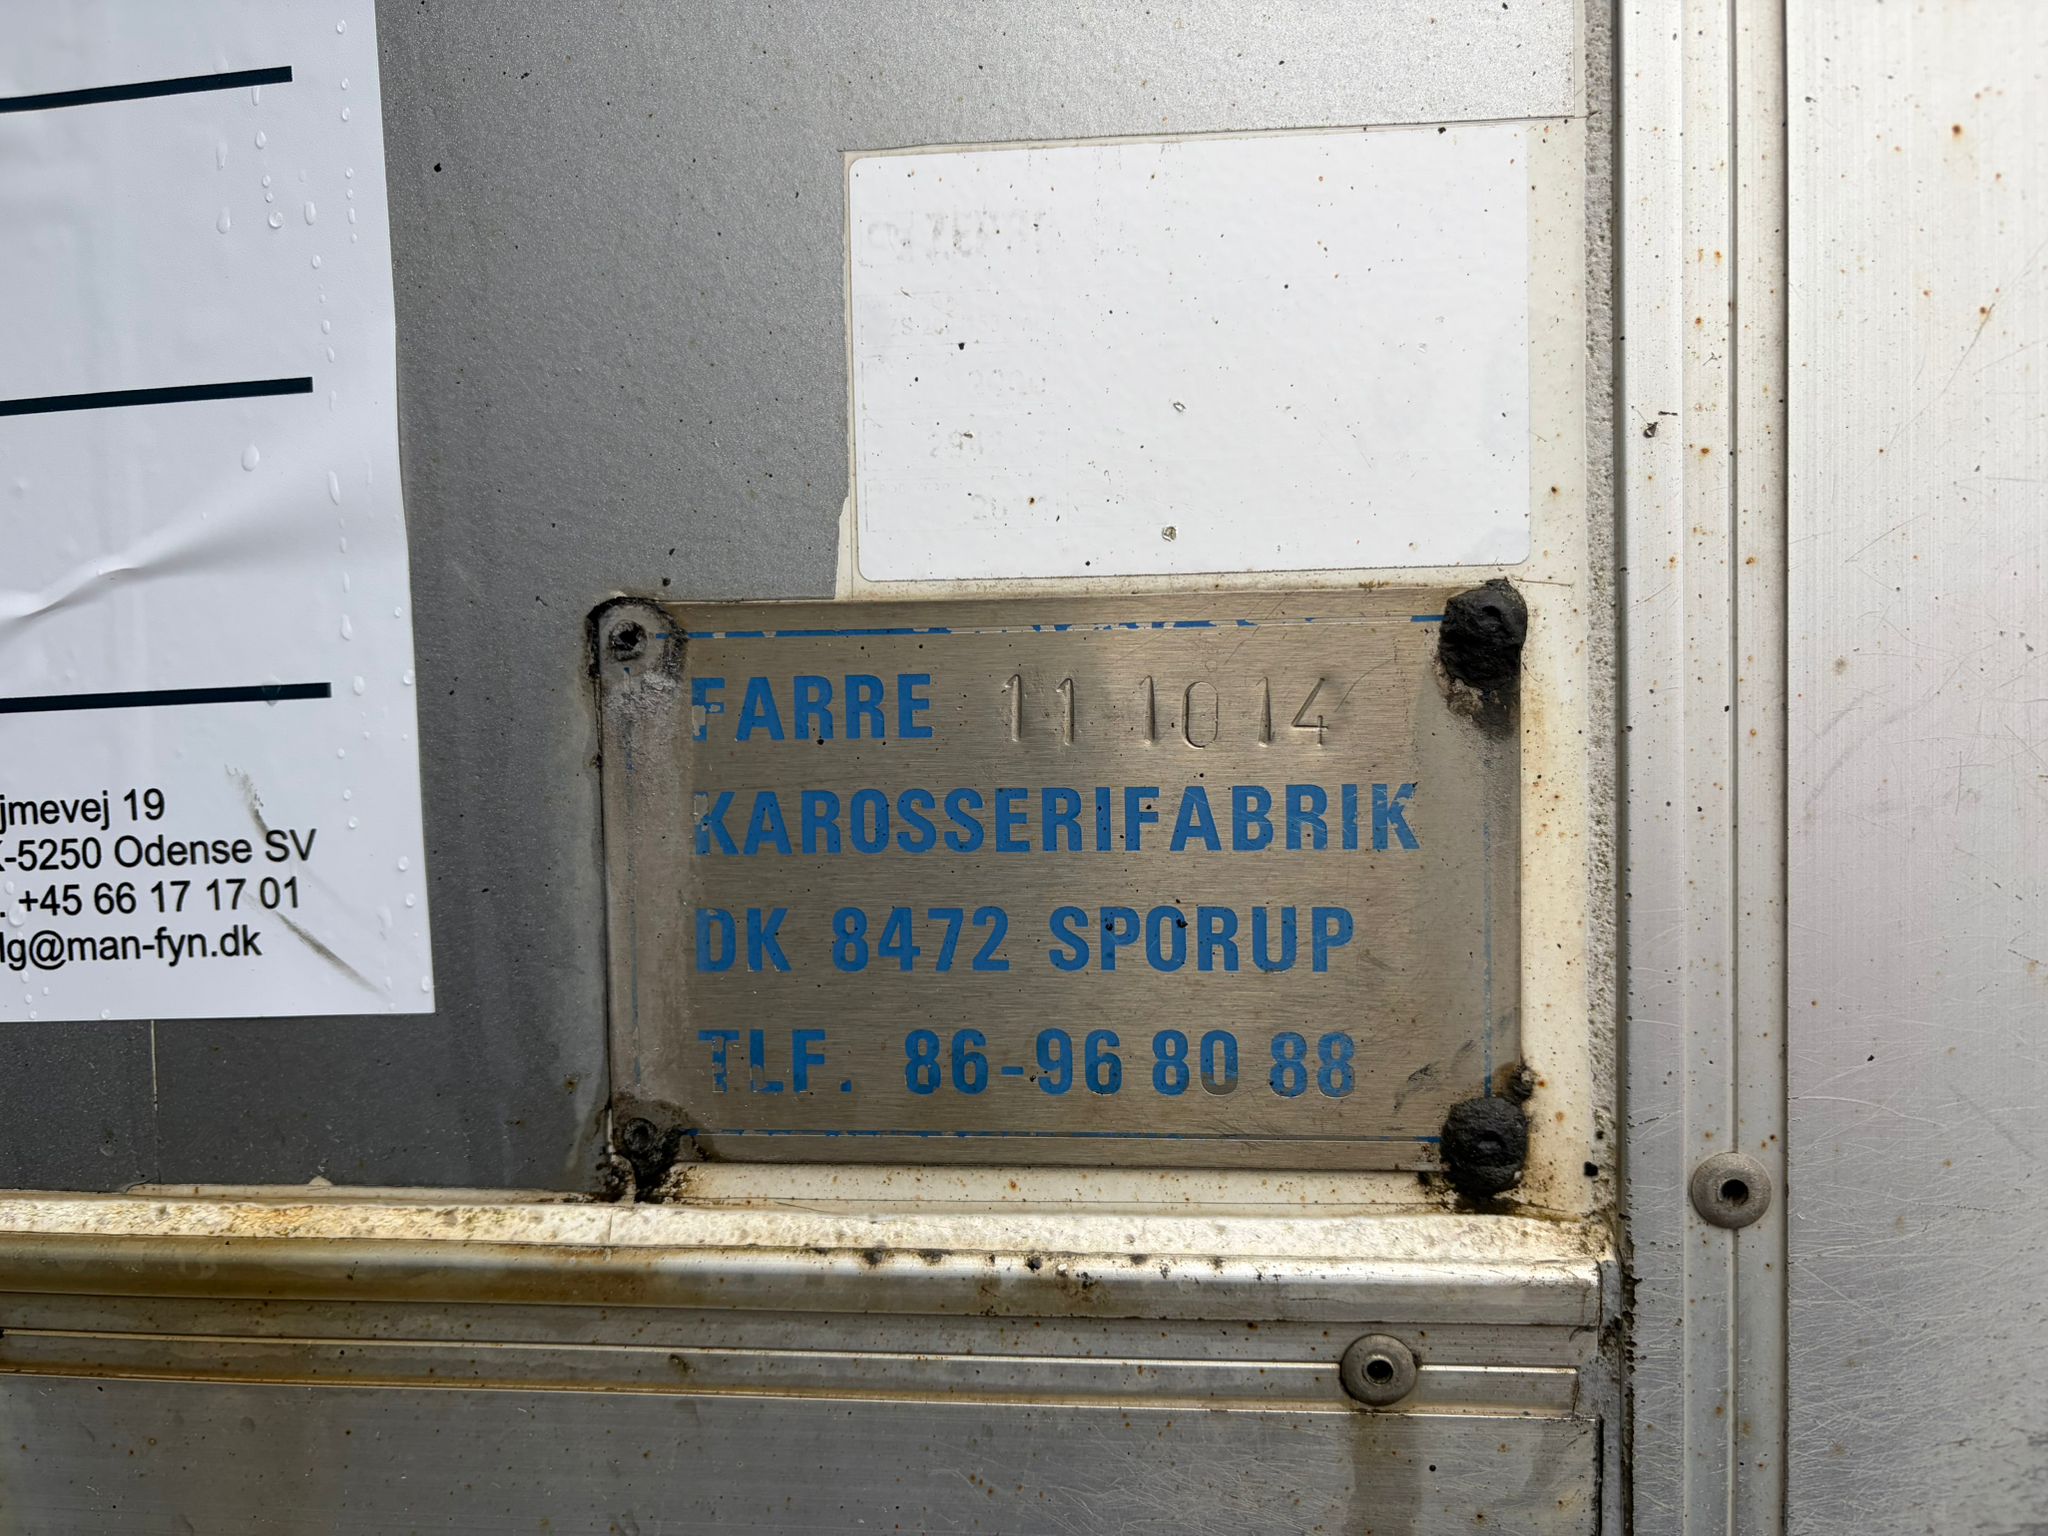 jmevej 19
K-5250 Odense SV
. +45 66 17 17 01
lg@man-fyn.dk
FARRE 11 10 14
KAROSSERIFABRIK
DK 8472 SPORUP
TLF. 86-96 80 88